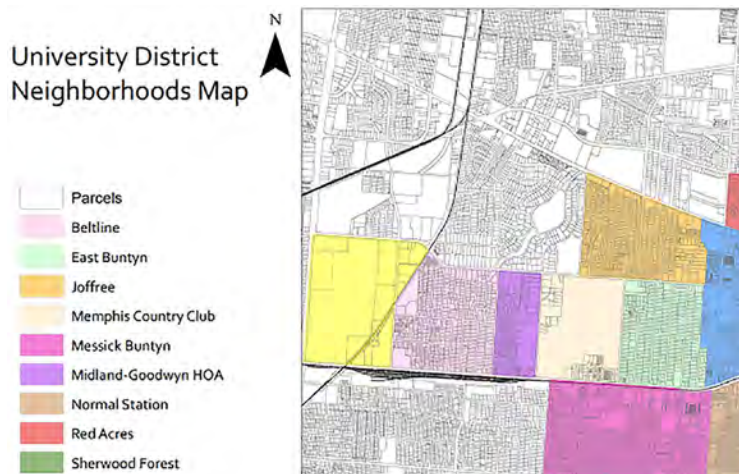 University District
Neighborhoods Map
N
Parcels
Beltline
East Buntyn
Joffree
Memphis Country Club
Messick Buntyn
Midland-Goodwyn HOA
Normal Station
Red Acres
Sherwood Forest